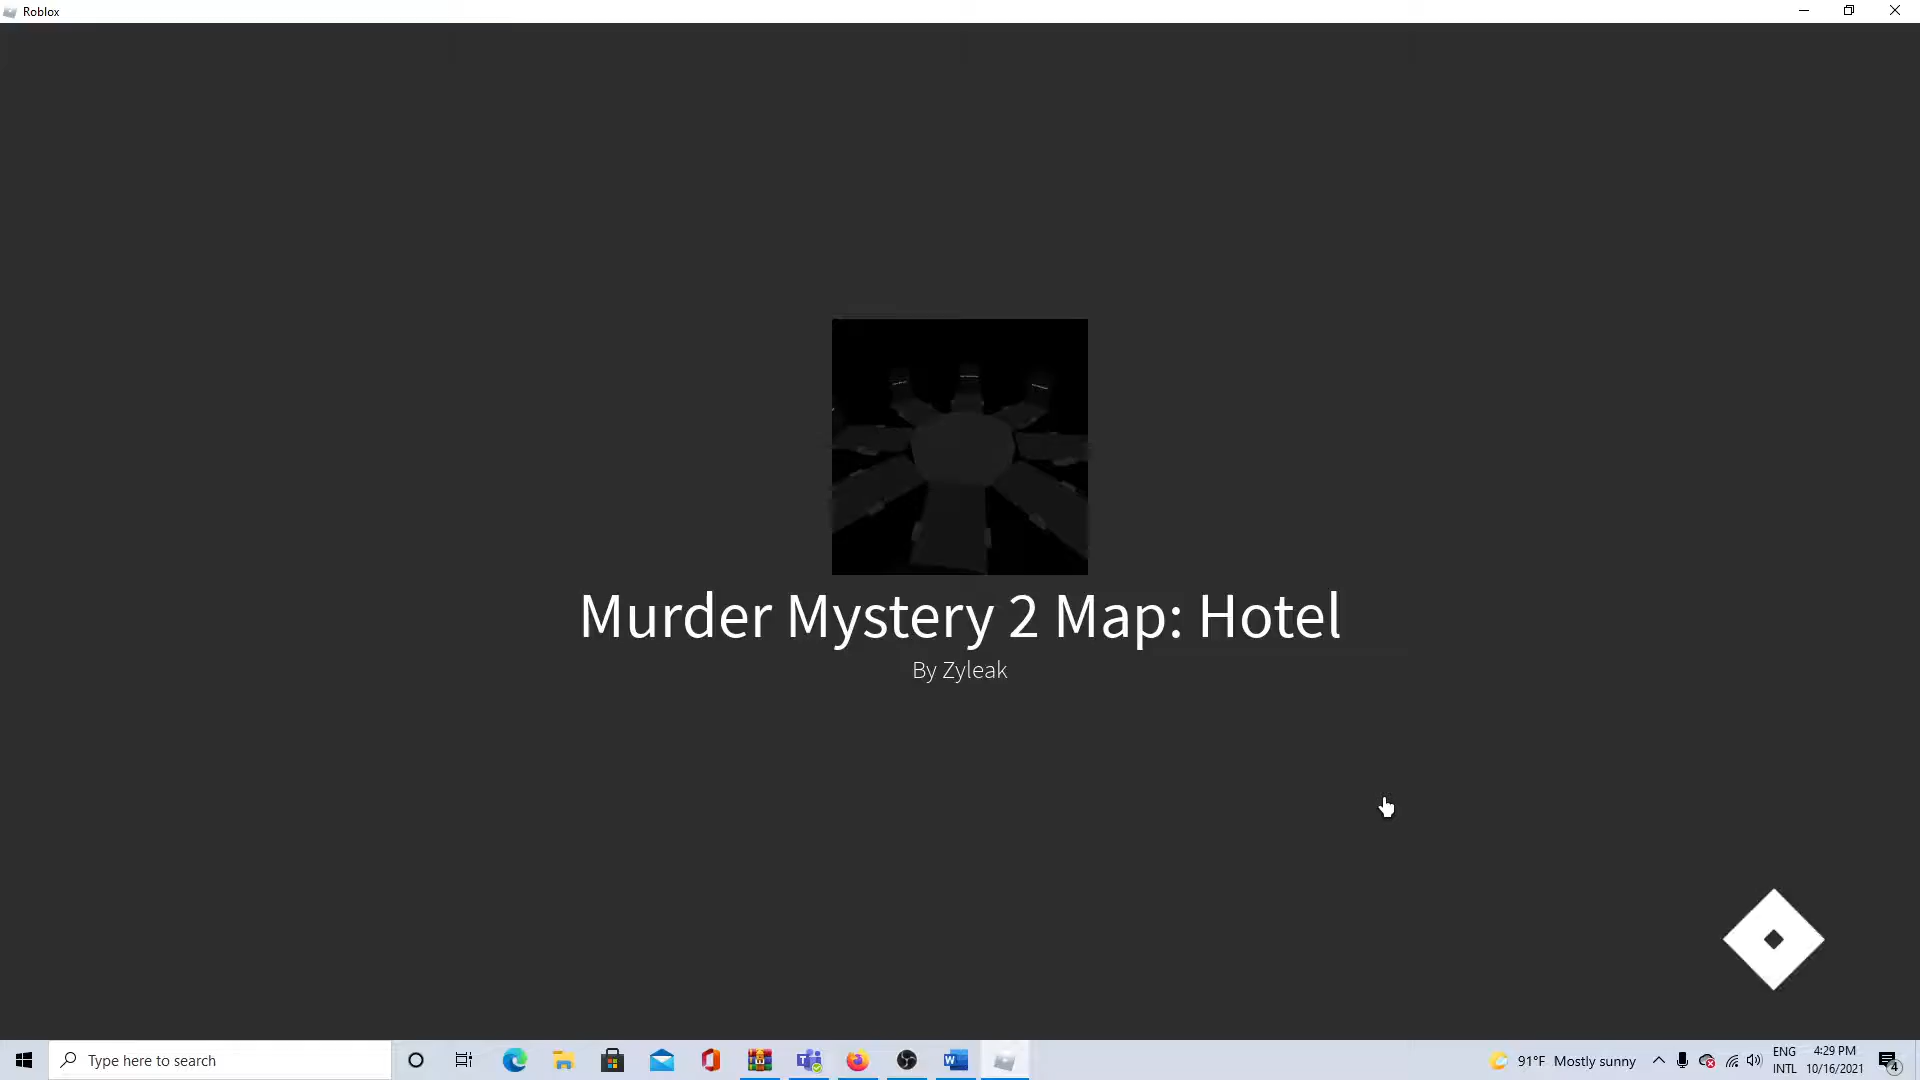 Roblox
Murder Mystery 2 Map: Hotel
By Zyleak
Type here to search
91°F Mostly sunny
ENG
INTL
4:29 PM
10/16/2021
4